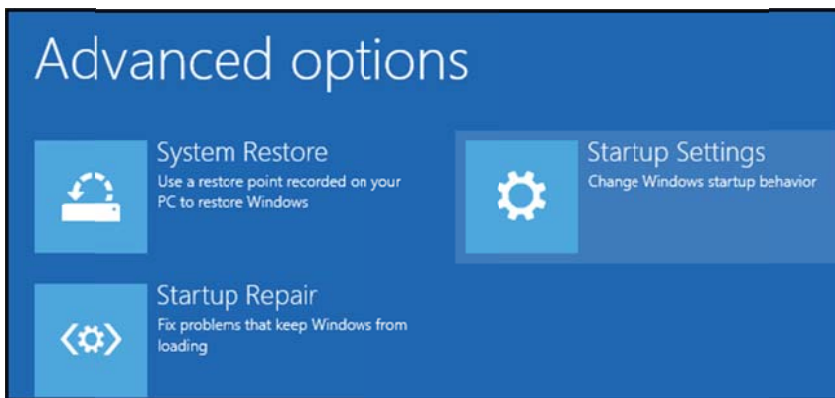 Advanced options
System Restore
Use a restore point recorded on your
PC to restore Windows
Startup Settings
Change Windows startup behavior
Startup Repair
Fix problems that keep Windows from
loading